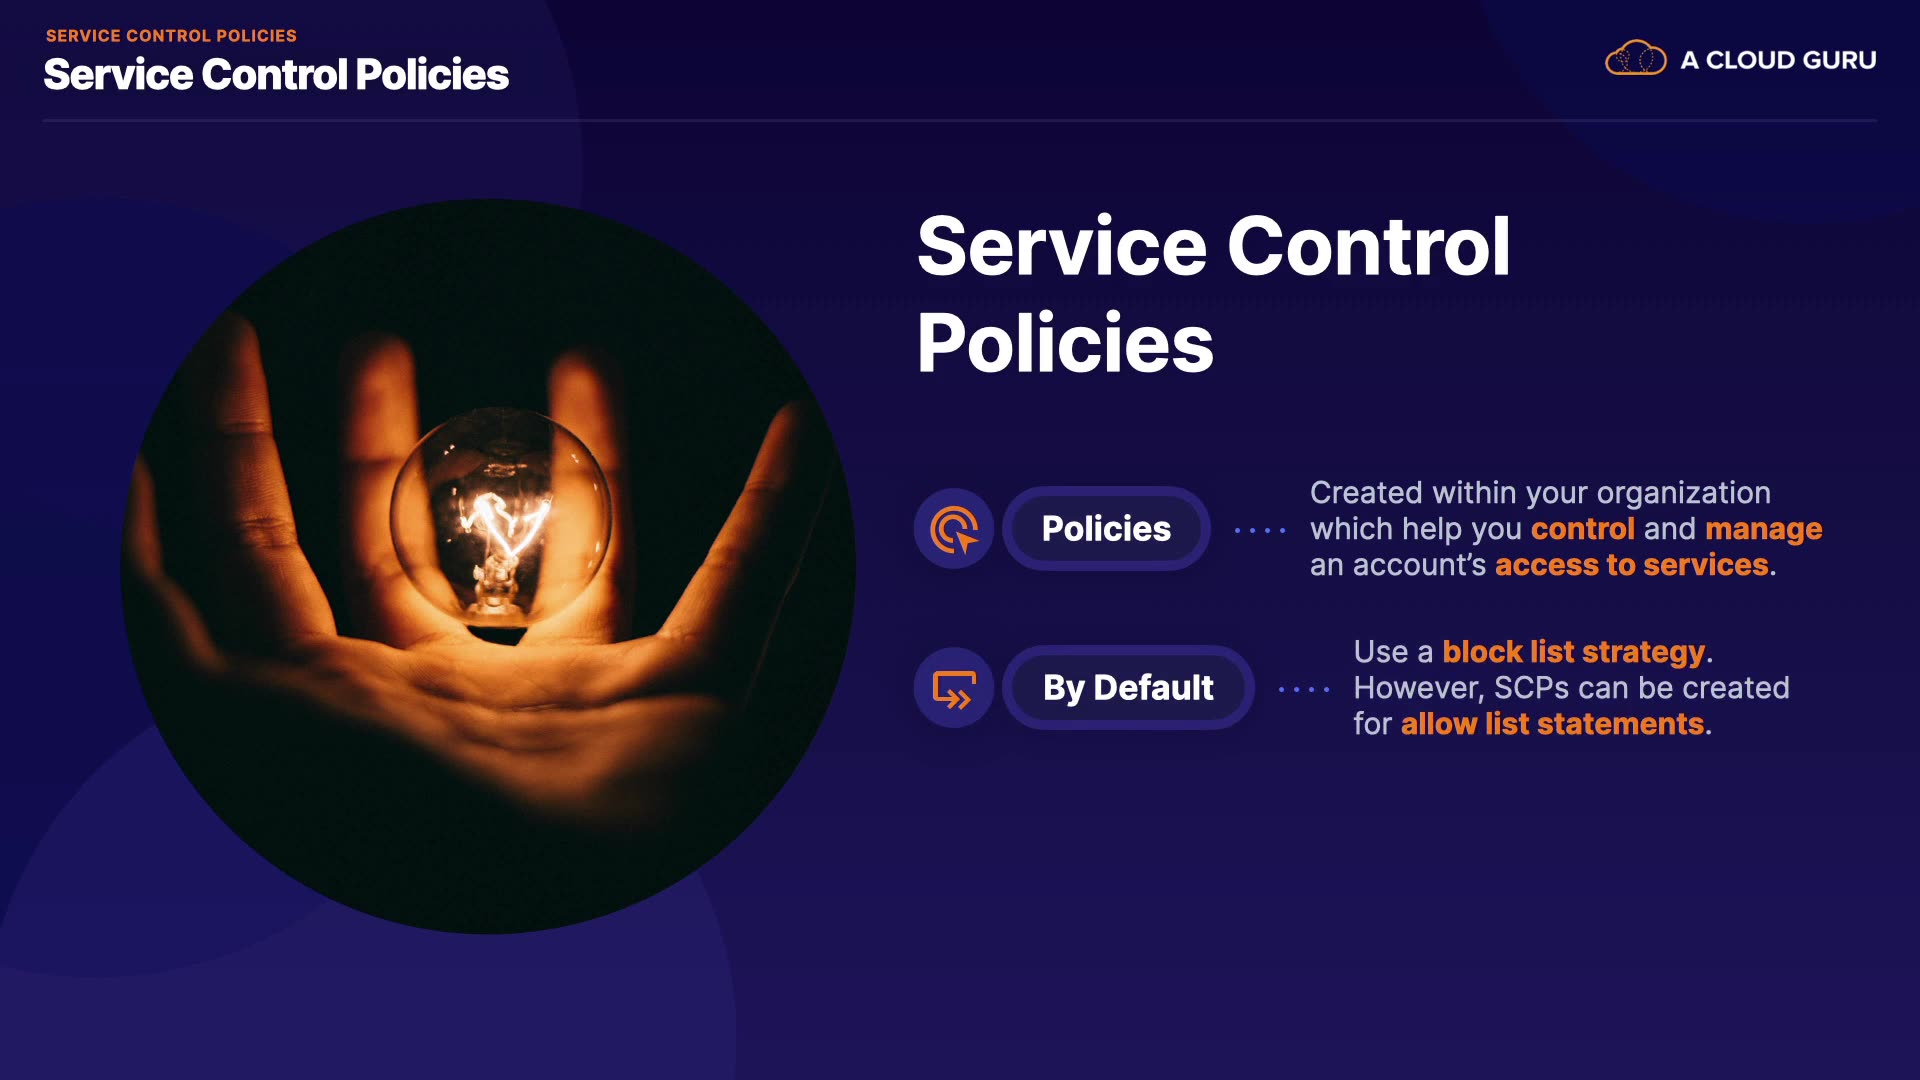 SERVICE CONTROL POLICIES
Service Control Policies
A CLOUD GURU
Service Control
Policies
Policies
Created within your organization
which help you control and manage
an account’s access to services.
By Default
Use a block list strategy.
However, SCPs can be created
for allow list statements.